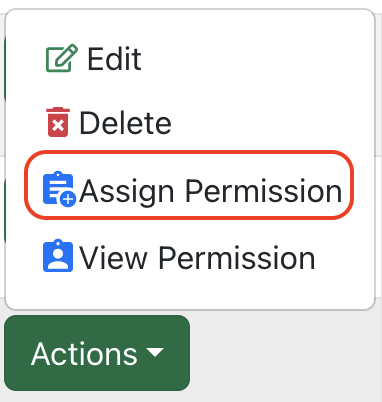 Edit
Delete
Assign Permission
View Permission
Actions